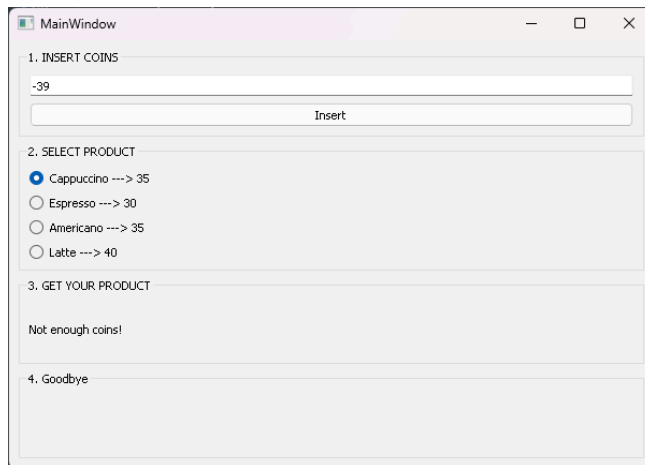 MainWindow
1. INSERT COINS
-39
Insert
2. SELECT PRODUCT
Cappuccino ---> 35
Espresso ---> 30
Americano ---> 35
Latte ---> 40
3. GET YOUR PRODUCT
Not enough coins!
4. Goodbye